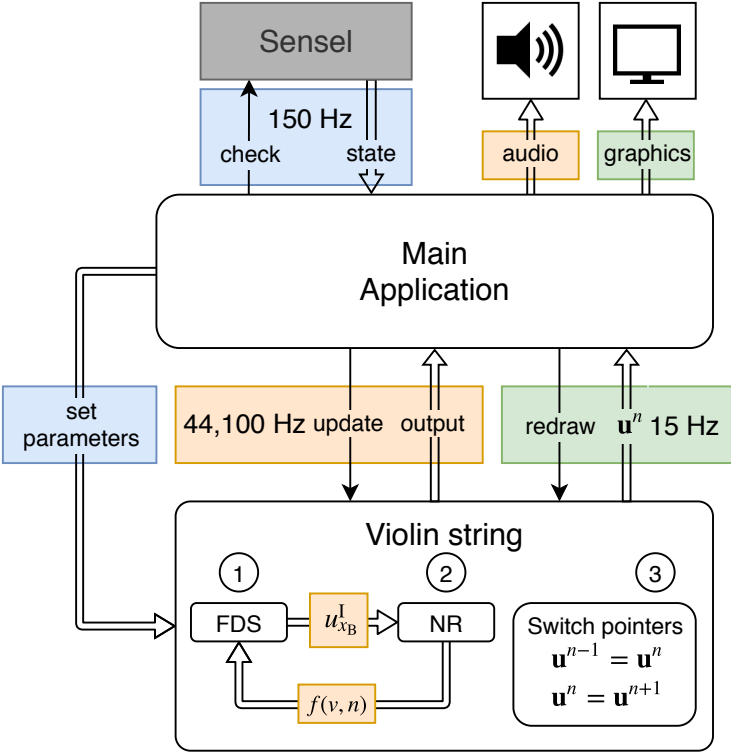 Sensel
150 Hz
check
state
audio
graphics
Main
Application
set
parameters
44,100 Hz update
output
redraw
uⁿ 15 Hz
Violin string
1
2
3
FDS
u_{x_B}^I
NR
f(v, n)
Switch pointers
uⁿ⁻¹ = uⁿ
uⁿ = uⁿ⁺¹